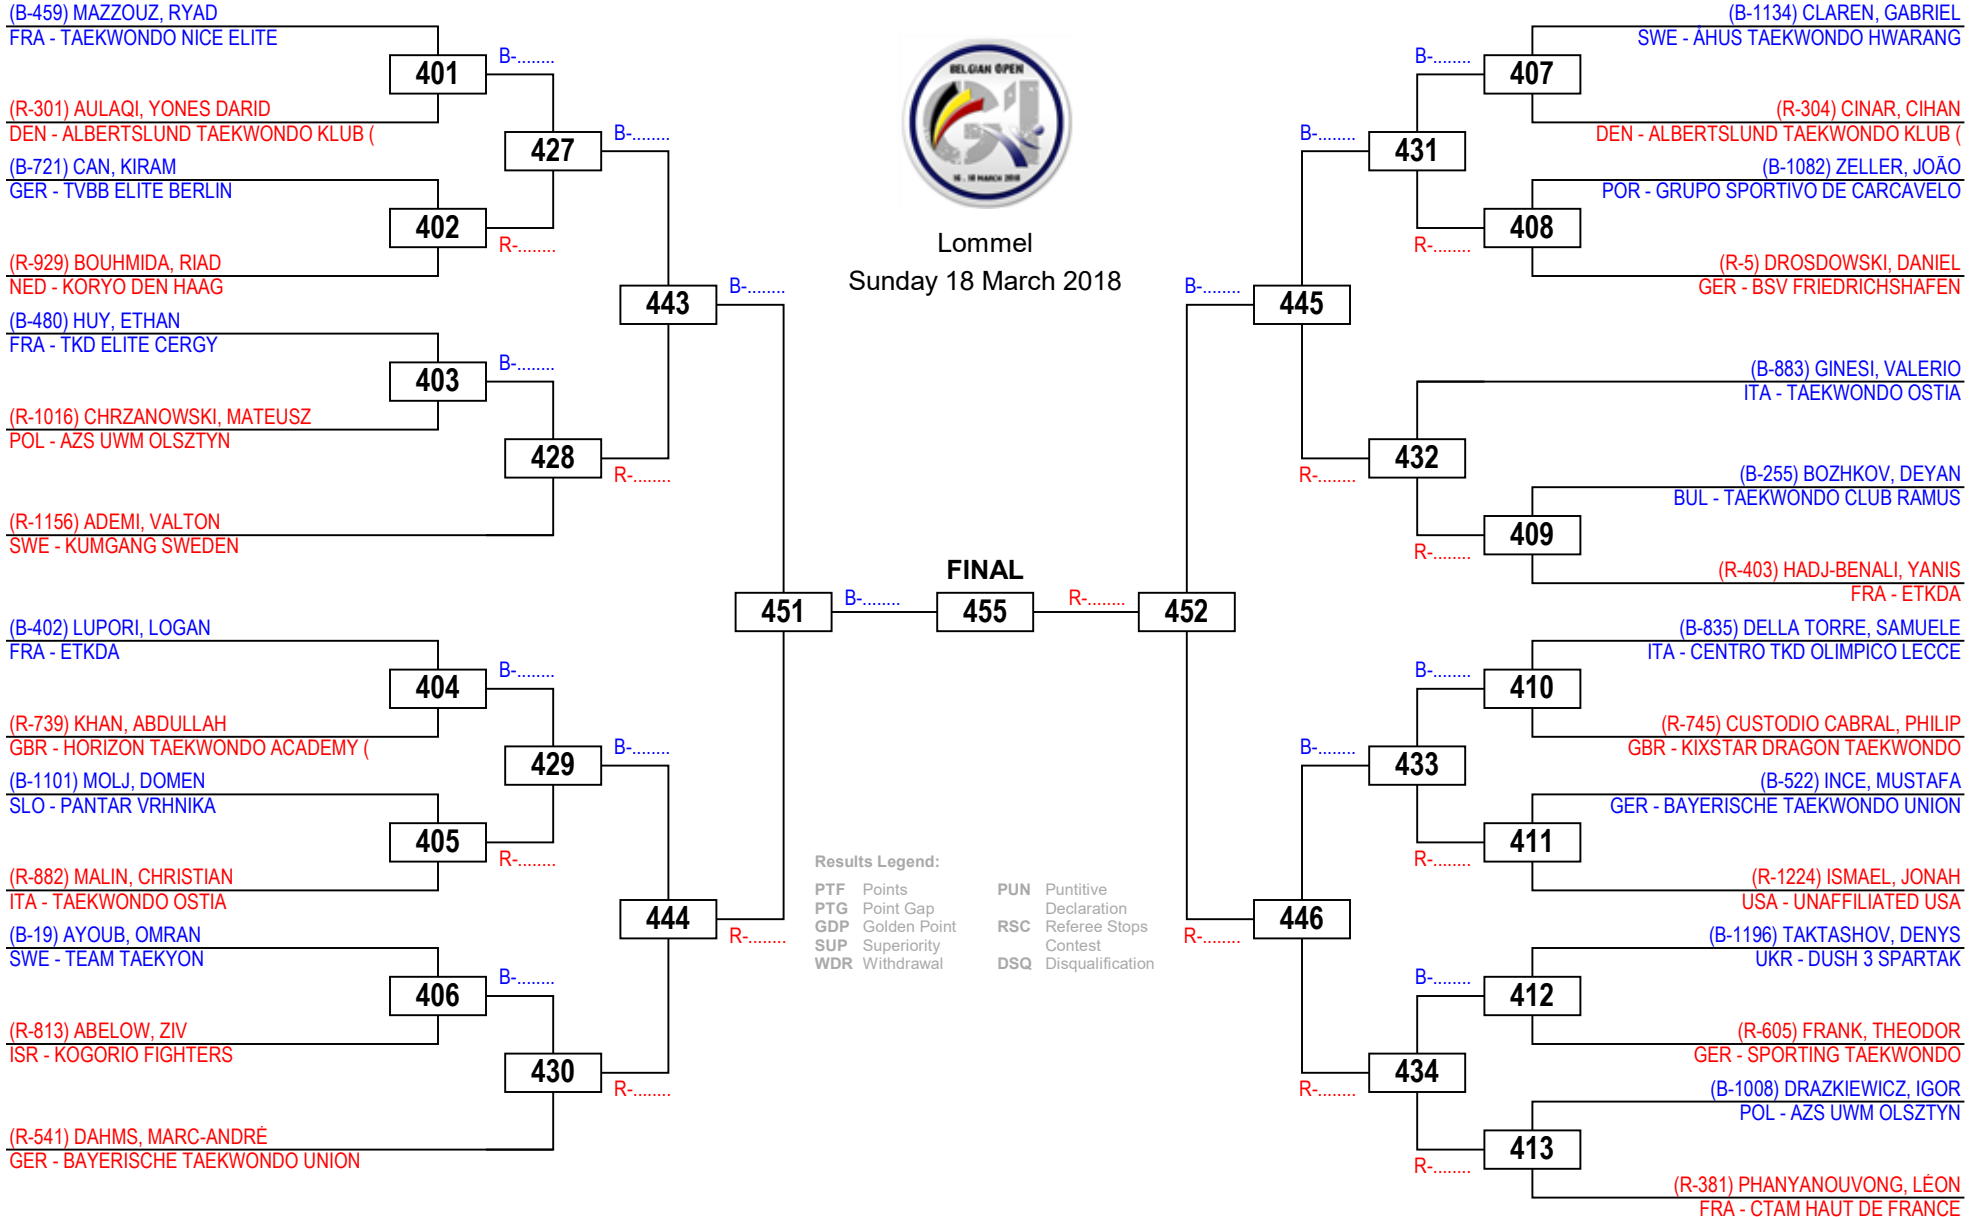 (B-459) MAZZOUZ, RYAD
FRA - TAEKWONDO NICE ELITE
401
B-........
(R-301) AULAQI, YONES DARID
DEN - ALBERTSLUND TAEKWONDO KLUB (
427
B-........
(B-721) CAN, KIRAM
GER - TVBB ELITE BERLIN
402
R-........
(R-929) BOUHMIDA, RIAD
NED - KORYO DEN HAAG
443
B-........
(B-480) HUY, ETHAN
FRA - TKD ELITE CERGY
403
B-........
(R-1016) CHRZANOWSKI, MATEUSZ
POL - AZS UWM OLSZTYN
428
R-........
(R-1156) ADEMI, VALTON
SWE - KUMGANG SWEDEN
451
B-........
(B-402) LUPORI, LOGAN
FRA - ETKDA
404
B-........
(R-739) KHAN, ABDULLAH
GBR - HORIZON TAEKWONDO ACADEMY (
429
B-........
(B-1101) MOLJ, DOMEN
SLO - PANTAR VRHNIKA
405
R-........
(R-882) MALIN, CHRISTIAN
ITA - TAEKWONDO OSTIA
444
R-........
(B-19) AYOUB, OMRAN
SWE - TEAM TAEKYON
406
B-........
(R-813) ABELOW, ZIV
ISR - KOGORIO FIGHTERS
430
R-........
(R-541) DAHMS, MARC-ANDRÉ
GER - BAYERISCHE TAEKWONDO UNION
BELGIAN OPEN
G1
16 - 18 MARCH 2018
Lommel
Sunday 18 March 2018
FINAL
455
Results Legend:
PTF Points
PTG Point Gap
GDP Golden Point
SUP Superiority
WDR Withdrawal
PUN Puntitive
Declaration
RSC Referee Stops
Contest
DSQ Disqualification
(B-1134) CLAREN, GABRIEL
SWE - ÅHUS TAEKWONDO HWARANG
B-........
407
(R-304) CINAR, CIHAN
DEN - ALBERTSLUND TAEKWONDO KLUB (
B-........
431
(B-1082) ZELLER, JOÃO
POR - GRUPO SPORTIVO DE CARCAVELO
R-........
408
(R-5) DROSDOWSKI, DANIEL
GER - BSV FRIEDRICHSHAFEN
B-........
445
(B-883) GINESI, VALERIO
ITA - TAEKWONDO OSTIA
R-........
432
(B-255) BOZHKOV, DEYAN
BUL - TAEKWONDO CLUB RAMUS
R-........
409
(R-403) HADJ-BENALI, YANIS
FRA - ETKDA
R-........
452
(B-835) DELLA TORRE, SAMUELE
ITA - CENTRO TKD OLIMPICO LECCE
B-........
410
(R-745) CUSTODIO CABRAL, PHILIP
GBR - KIXSTAR DRAGON TAEKWONDO
B-........
433
(B-522) INCE, MUSTAFA
GER - BAYERISCHE TAEKWONDO UNION
R-........
411
(R-1224) ISMAEL, JONAH
USA - UNAFFILIATED USA
R-........
446
(B-1196) TAKTASHOV, DENYS
UKR - DUSH 3 SPARTAK
B-........
412
(R-605) FRANK, THEODOR
GER - SPORTING TAEKWONDO
R-........
434
(B-1008) DRAZKIEWICZ, IGOR
POL - AZS UWM OLSZTYN
R-........
413
(R-381) PHANYANOUVONG, LÉON
FRA - CTAM HAUT DE FRANCE